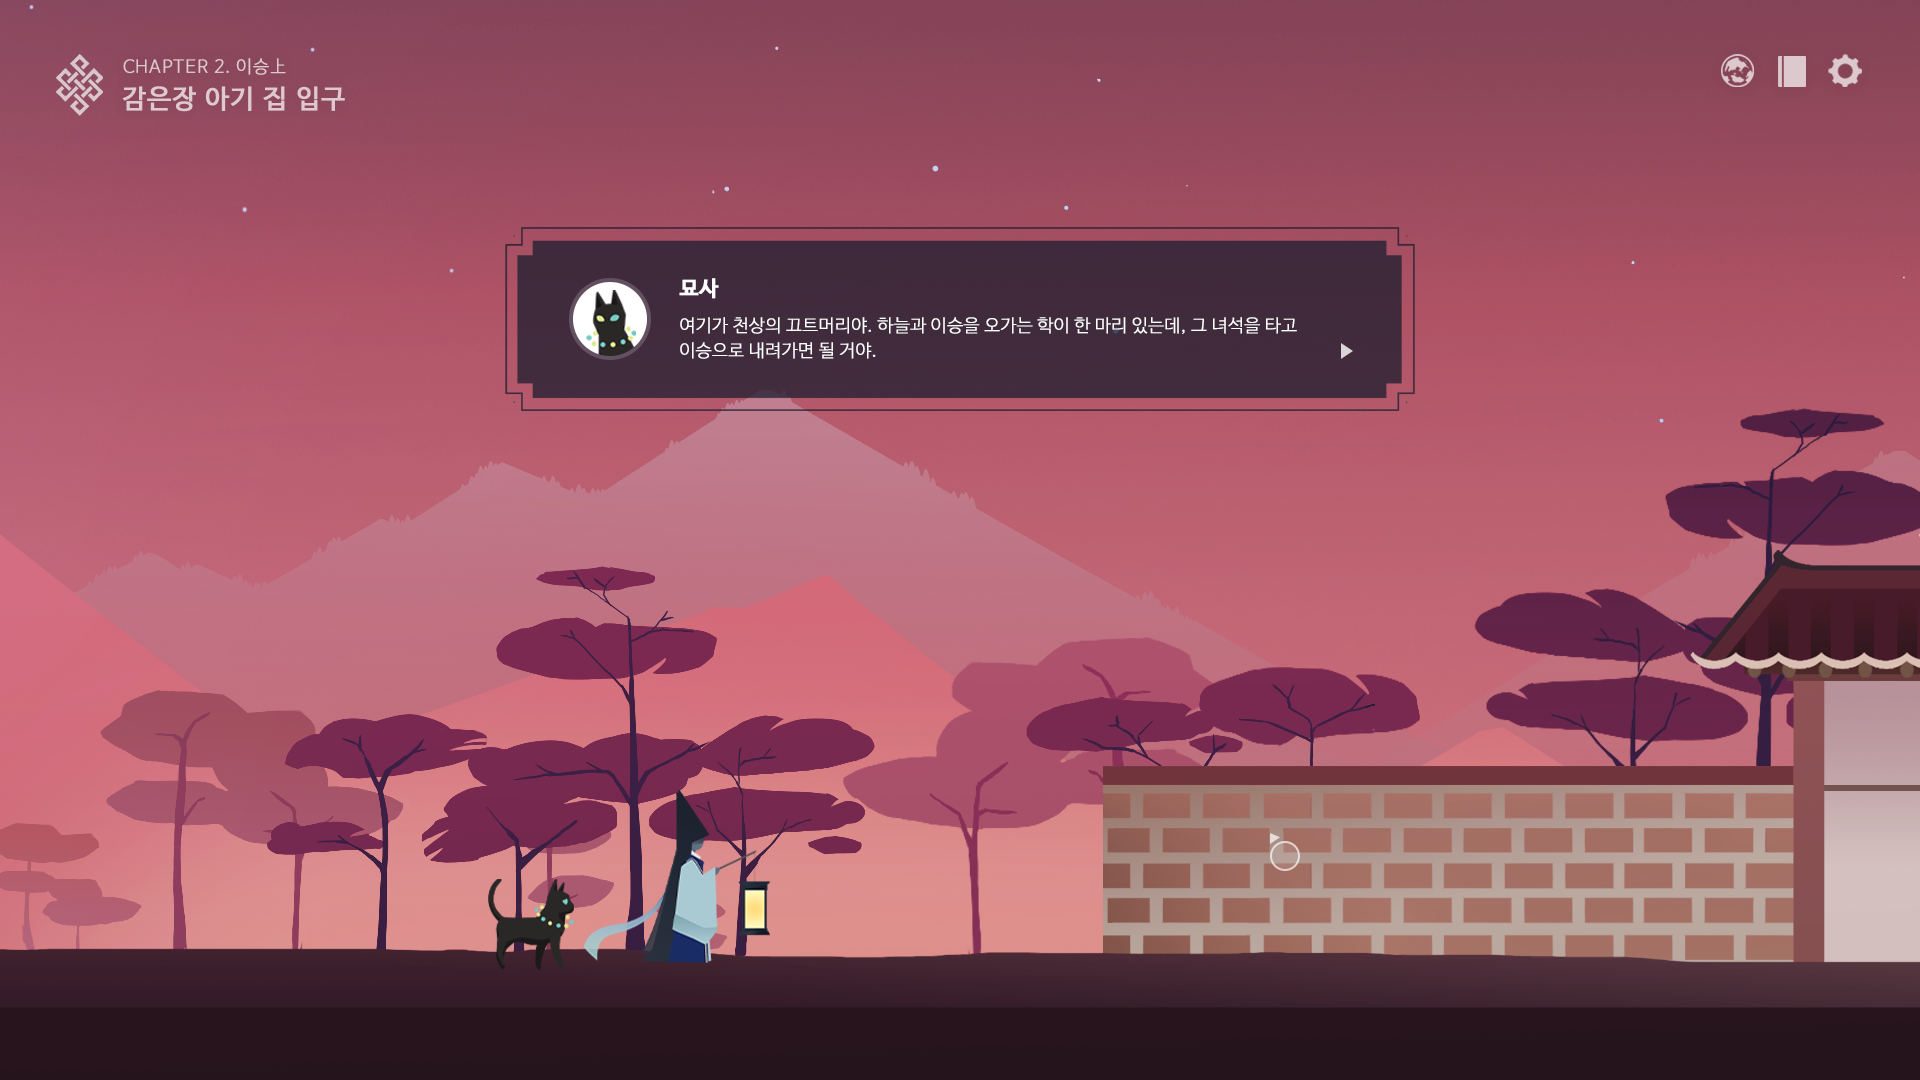 CHAPTER 2. 이승上
감은장 아기 집 입구
묘사
여기가 천상의 끄트머리야. 하늘과 이승을 오가는 학이 한 마리 있는데, 그 녀석을 타고
이승으로 내려가면 될 거야.